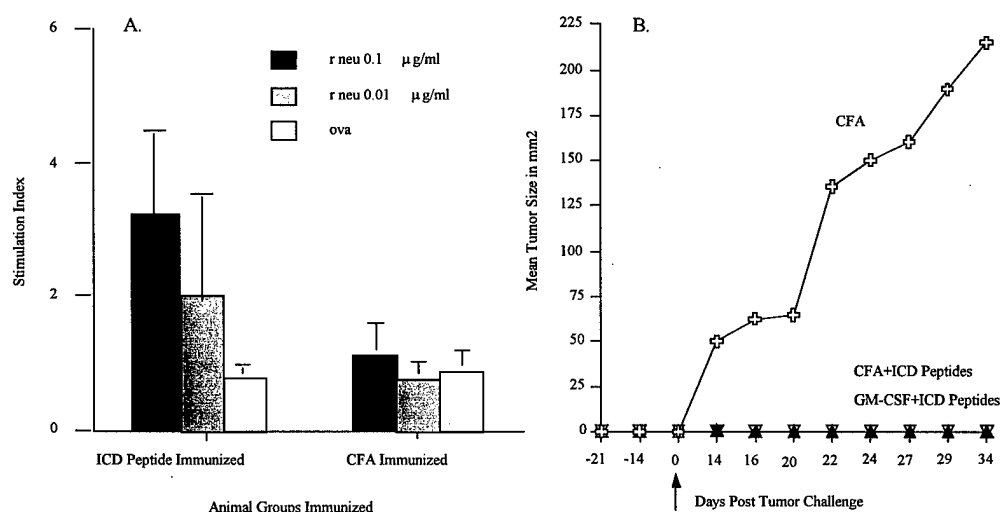 A.
6
4
2
0
Stimulation Index
r neu 0.1 μg/ml
r neu 0.01 μg/ml
ova
ICD Peptide Immunized
CFA Immunized
Animal Groups Immunized
B.
225
200
175
150
125
100
75
50
25
0
Mean Tumor Size in mm2
CFA
CFA+ICD Peptides
GM-CSF+ICD Peptides
-21 -14 0 14 16 20 22 24 27 29 34
Days Post Tumor Challenge